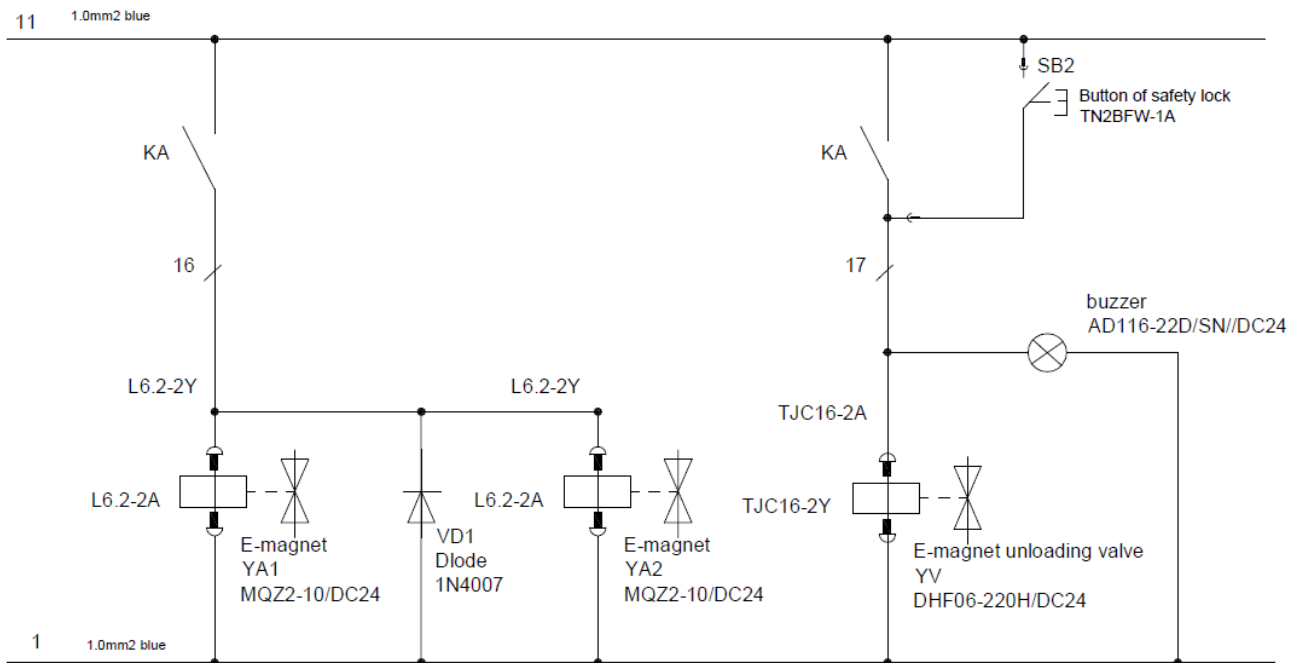 11
1.0mm2 blue
SB2
Button of safety lock
TN2BFW-1A
KA
KA
16
17
buzzer
AD116-22D/SN//DC24
L6.2-2Y
L6.2-2Y
TJC16-2A
L6.2-2A
L6.2-2A
TJC16-2Y
E-magnet
YA1
MQZ2-10/DC24
VD1
Dlode
1N4007
E-magnet
YA2
MQZ2-10/DC24
E-magnet unloading valve
YV
DHF06-220H/DC24
1
1.0mm2 blue